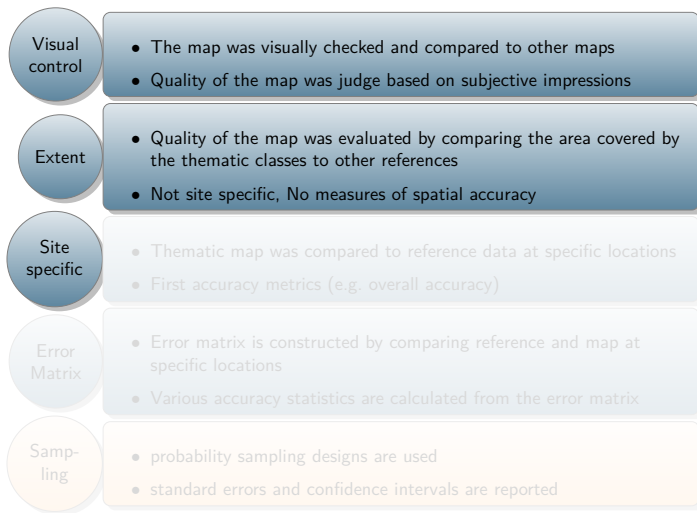 Visual
control
• The map was visually checked and compared to other maps
• Quality of the map was judge based on subjective impressions
Extent
• Quality of the map was evaluated by comparing the area covered by
the thematic classes to other references
• Not site specific, No measures of spatial accuracy
Site
specific
• Thematic map was compared to reference data at specific locations
• First accuracy metrics (e.g. overall accuracy)
Error
Matrix
• Error matrix is constructed by comparing reference and map at
specific locations
• Various accuracy statistics are calculated from the error matrix
Samp-
ling
• probability sampling designs are used
• standard errors and confidence intervals are reported